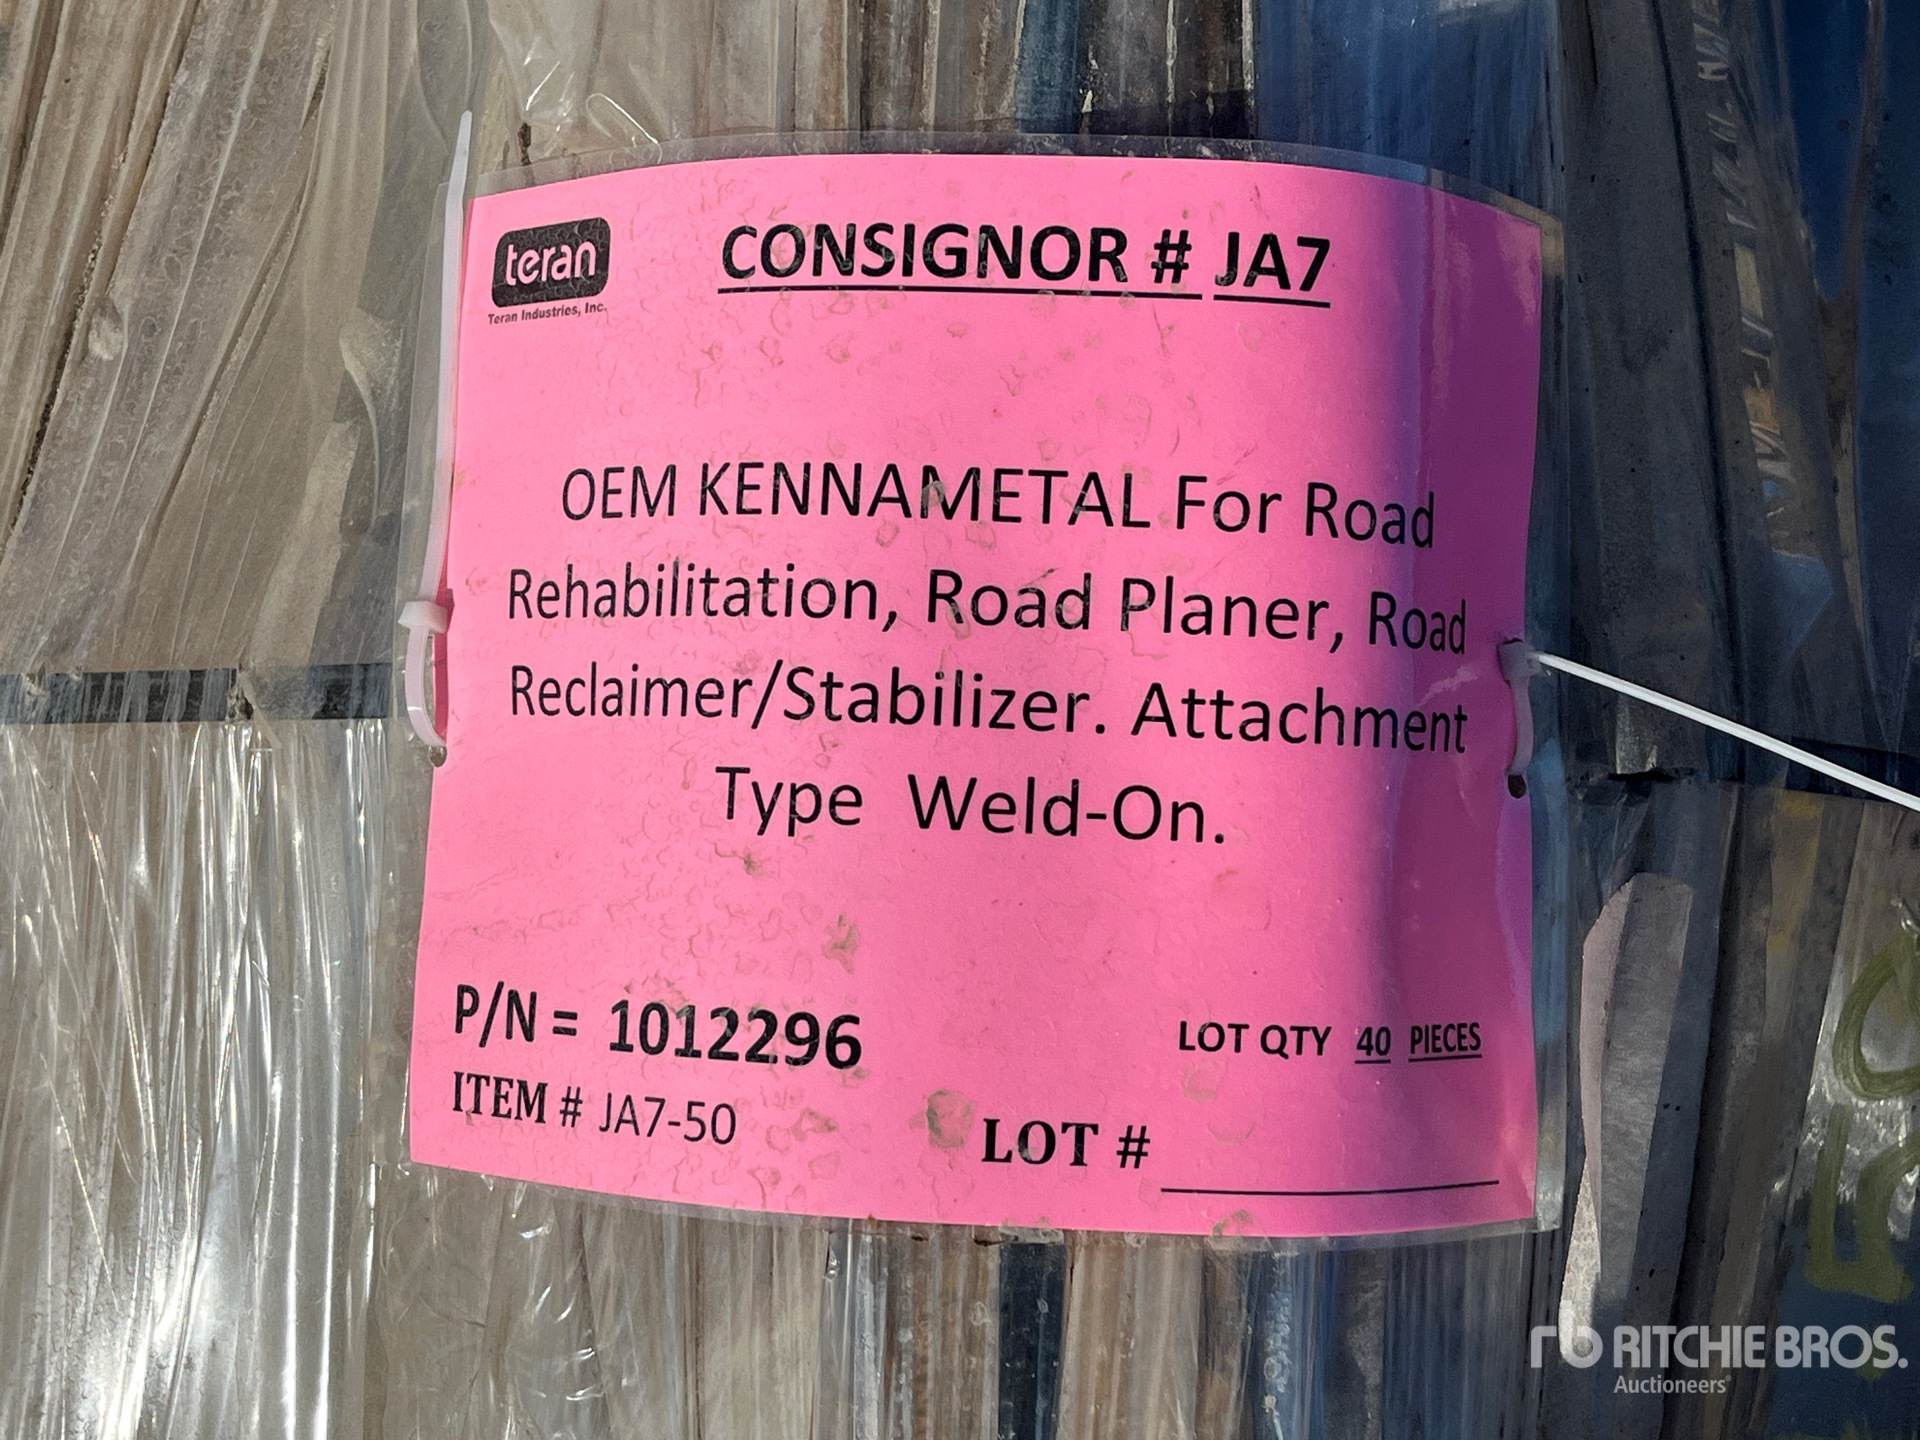 teran
Teran Industries, Inc.
CONSIGNOR # JA7
OEM KENNAMETAL For Road
Rehabilitation, Road Planer, Road
Reclaimer/Stabilizer. Attachment
Type Weld-On.
P/N = 1012296
LOT QTY 40 PIECES
ITEM # JA7-50
LOT #
rb RITCHIE BROS.
Auctioneers